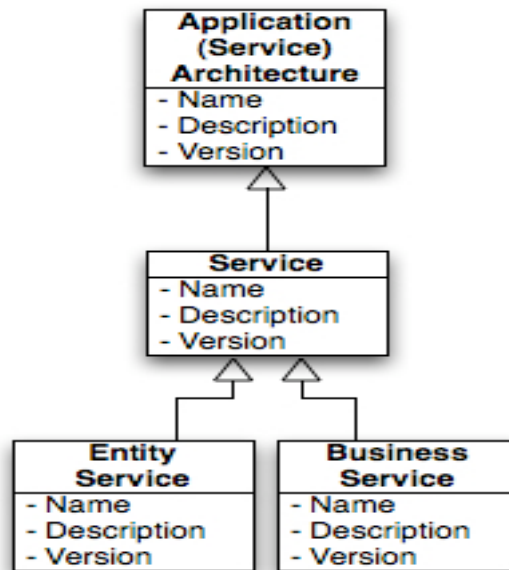 Application
(Service)
Architecture
- Name
- Description
- Version
Service
- Name
- Description
- Version
Entity
Service
- Name
- Description
- Version
Business
Service
- Name
- Description
- Version